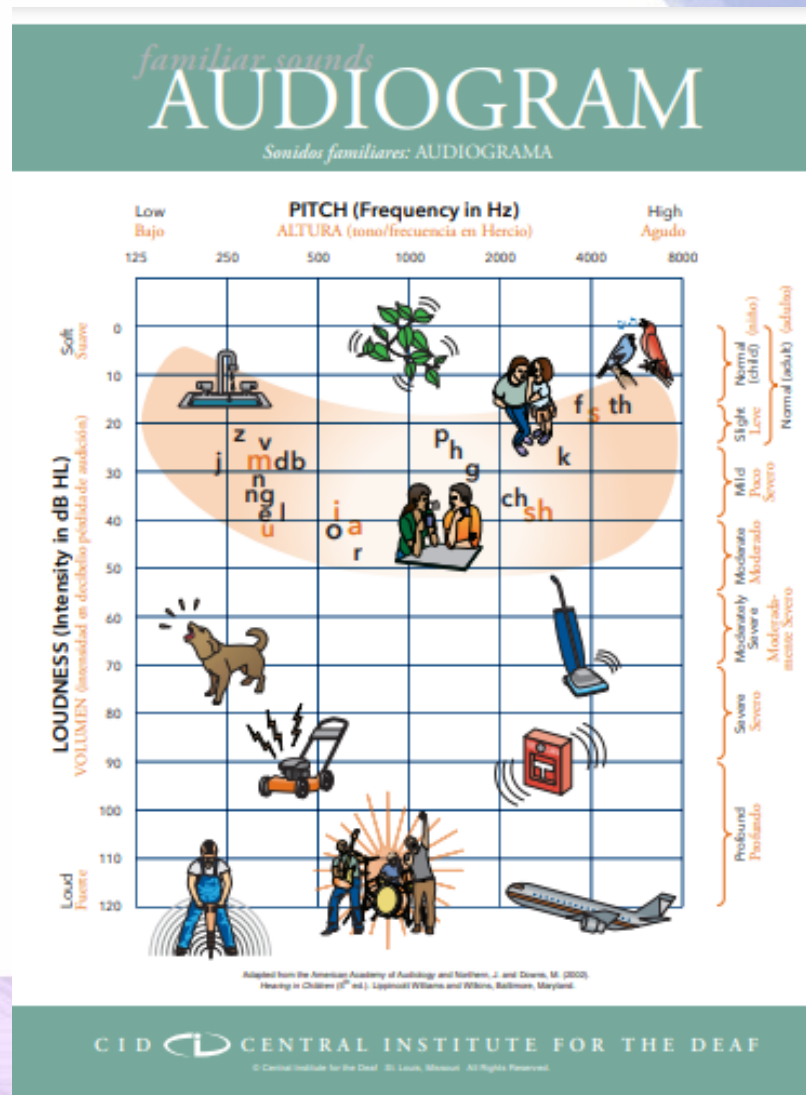 familiar sounds
AUDIOGRAM
Sonidos familiares: AUDIOGRAMA
Low PITCH (Frequency in Hz) High
Bajo ALTURA (tono/frecuencia en Hercio) Agudo
125 250 500 1000 2000 4000 8000
LOUDNESS (Intensity in dB HL)
VOLUMEN (intensidad en decibelio pérdida de audición)
Soft
Suave
Loud
Fuerte
0
10
20
30
40
50
60
70
80
90
100
110
120
z v
j m d b
n
ng
e l
u
i
o a
r
p
h
g
ch
sh
k
f s th
Normal (child) (niño)
Normal (adult) (adulto)
Slight
Leve
Mild
Poco Severo
Moderate
Moderado
Moderately Severe
Moderada-
mente Severo
Severe
Severo
Profound
Profundo
Adapted from the American Academy of Audiology and Northern, J. and Downs, M. (2002).
Hearing in Children (5th ed.). Lippincott Williams and Wilkins, Baltimore, Maryland.
CID CENTRAL INSTITUTE FOR THE DEAF
© Central Institute for the Deaf St. Louis, Missouri All Rights Reserved.